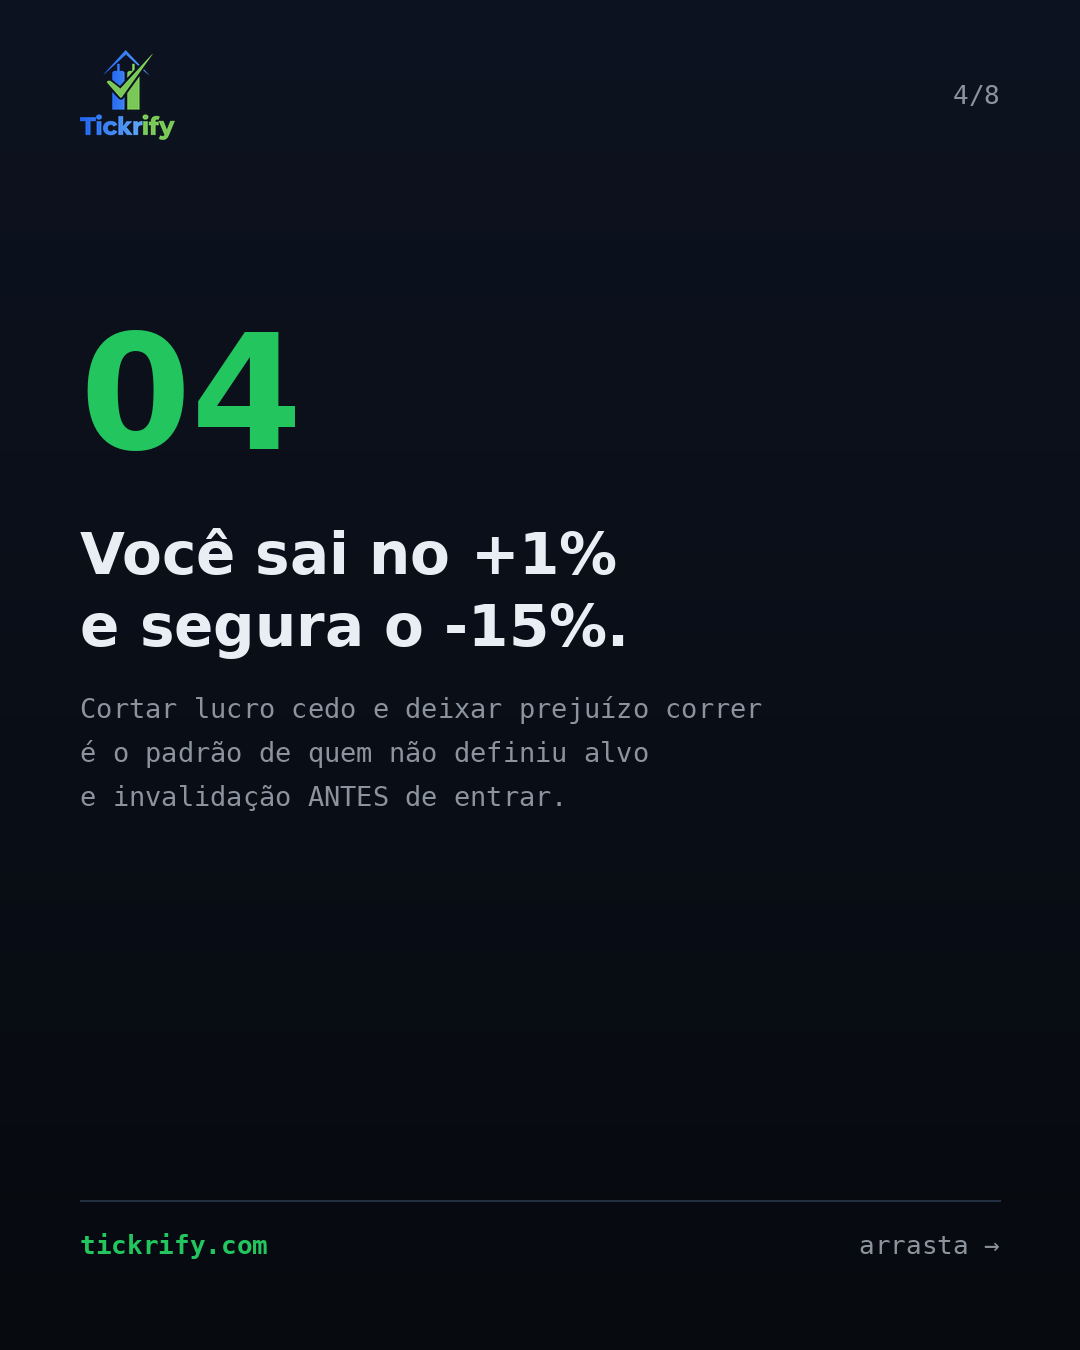 Tickrify
4/8
04
Você sai no +1%
e segura o -15%.
Cortar lucro cedo e deixar prejuízo correr
é o padrão de quem não definiu alvo
e invalidação ANTES de entrar.
tickrify.com
arrasta →